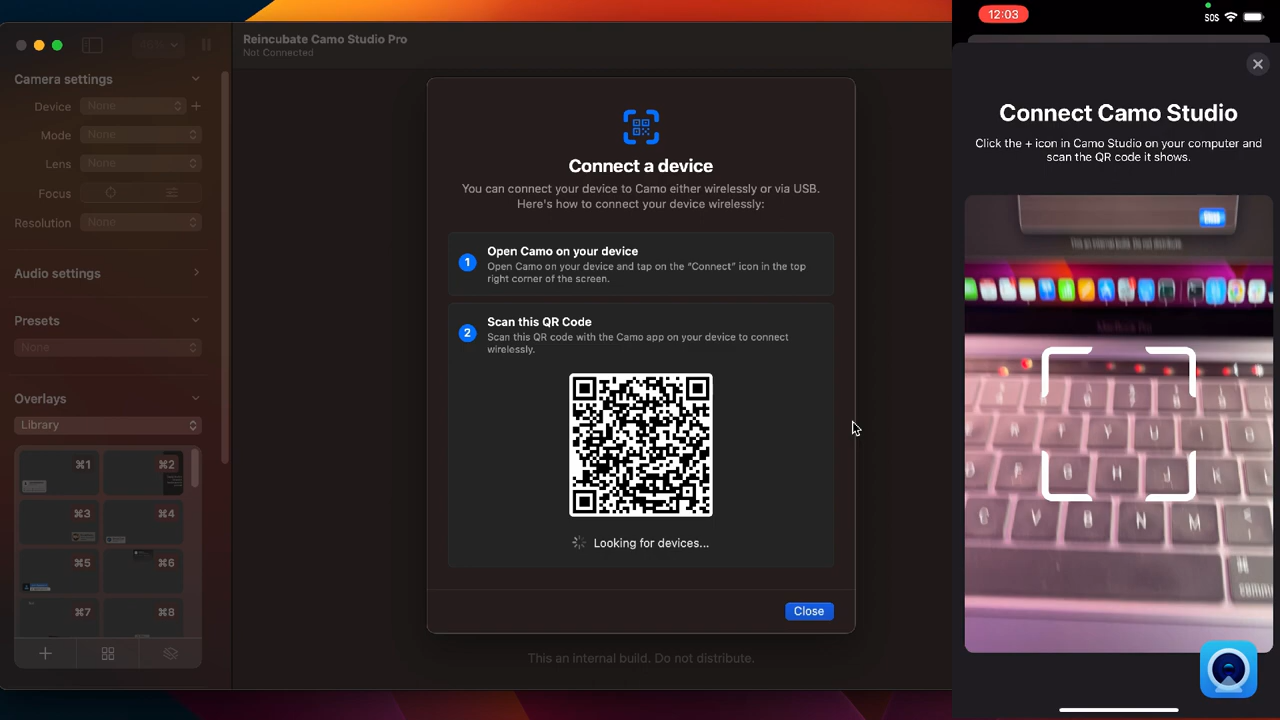 Reincubate Camo Studio Pro
Not Connected
Camera settings
Device
None
Mode
None
Lens
None
Focus
Resolution
None
Audio settings
Presets
None
Overlays
Library
⌘1
⌘2
⌘3
⌘4
⌘5
⌘6
⌘7
⌘8
Connect a device
You can connect your device to Camo either wirelessly or via USB.
Here's how to connect your device wirelessly:
1
Open Camo on your device
Open Camo on your device and tap on the “Connect” icon in the top
right corner of the screen.
2
Scan this QR Code
Scan this QR code with the Camo app on your device to connect
wirelessly.
Looking for devices...
Close
This an internal build. Do not distribute.
12:03
SOS
Connect Camo Studio
Click the + icon in Camo Studio on your computer and
scan the QR code it shows.